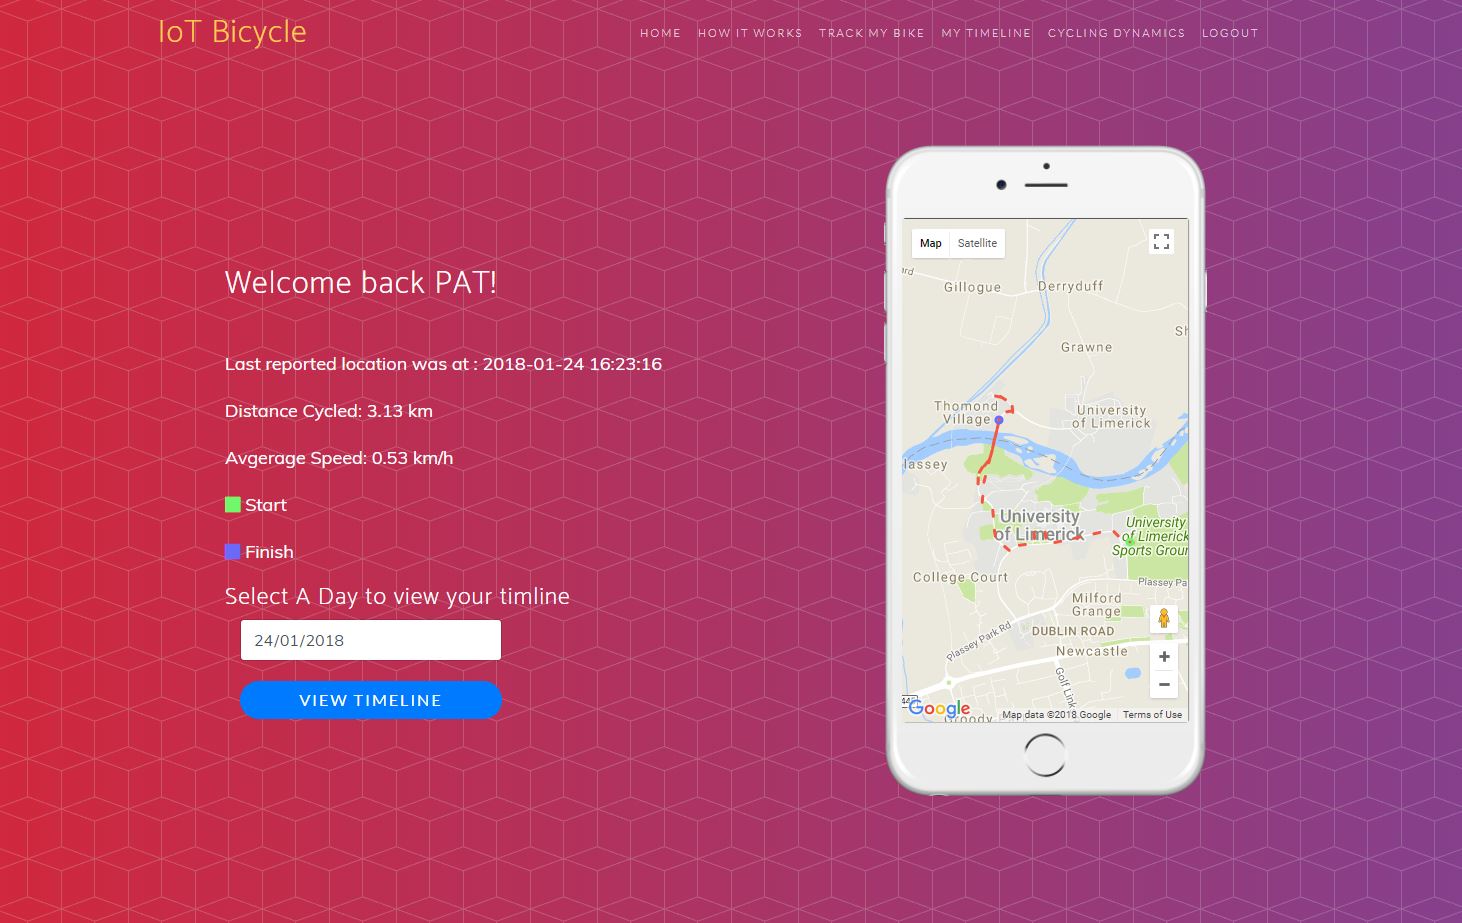 IoT Bicycle
HOME HOW IT WORKS TRACK MY BIKE MY TIMELINE CYCLING DYNAMICS LOGOUT
Welcome back PAT!
Last reported location was at : 2018-01-24 16:23:16
Distance Cycled: 3.13 km
Avgerage Speed: 0.53 km/h
Start
Finish
Select A Day to view your timline
24/01/2018
VIEW TIMELINE
Map Satellite
Gillogue
Derryduff
Grawne
Thomond
Village
University
of Limerick
lassey
University
of Limerick
University
of Limerick
Sports Groun
College Court
Plassey Pa
Milford
Grange
Plassey Park Rd
DUBLIN ROAD
Newcastle
Golf Link
Google
Groody
Map data ©2018 Google Terms of Use